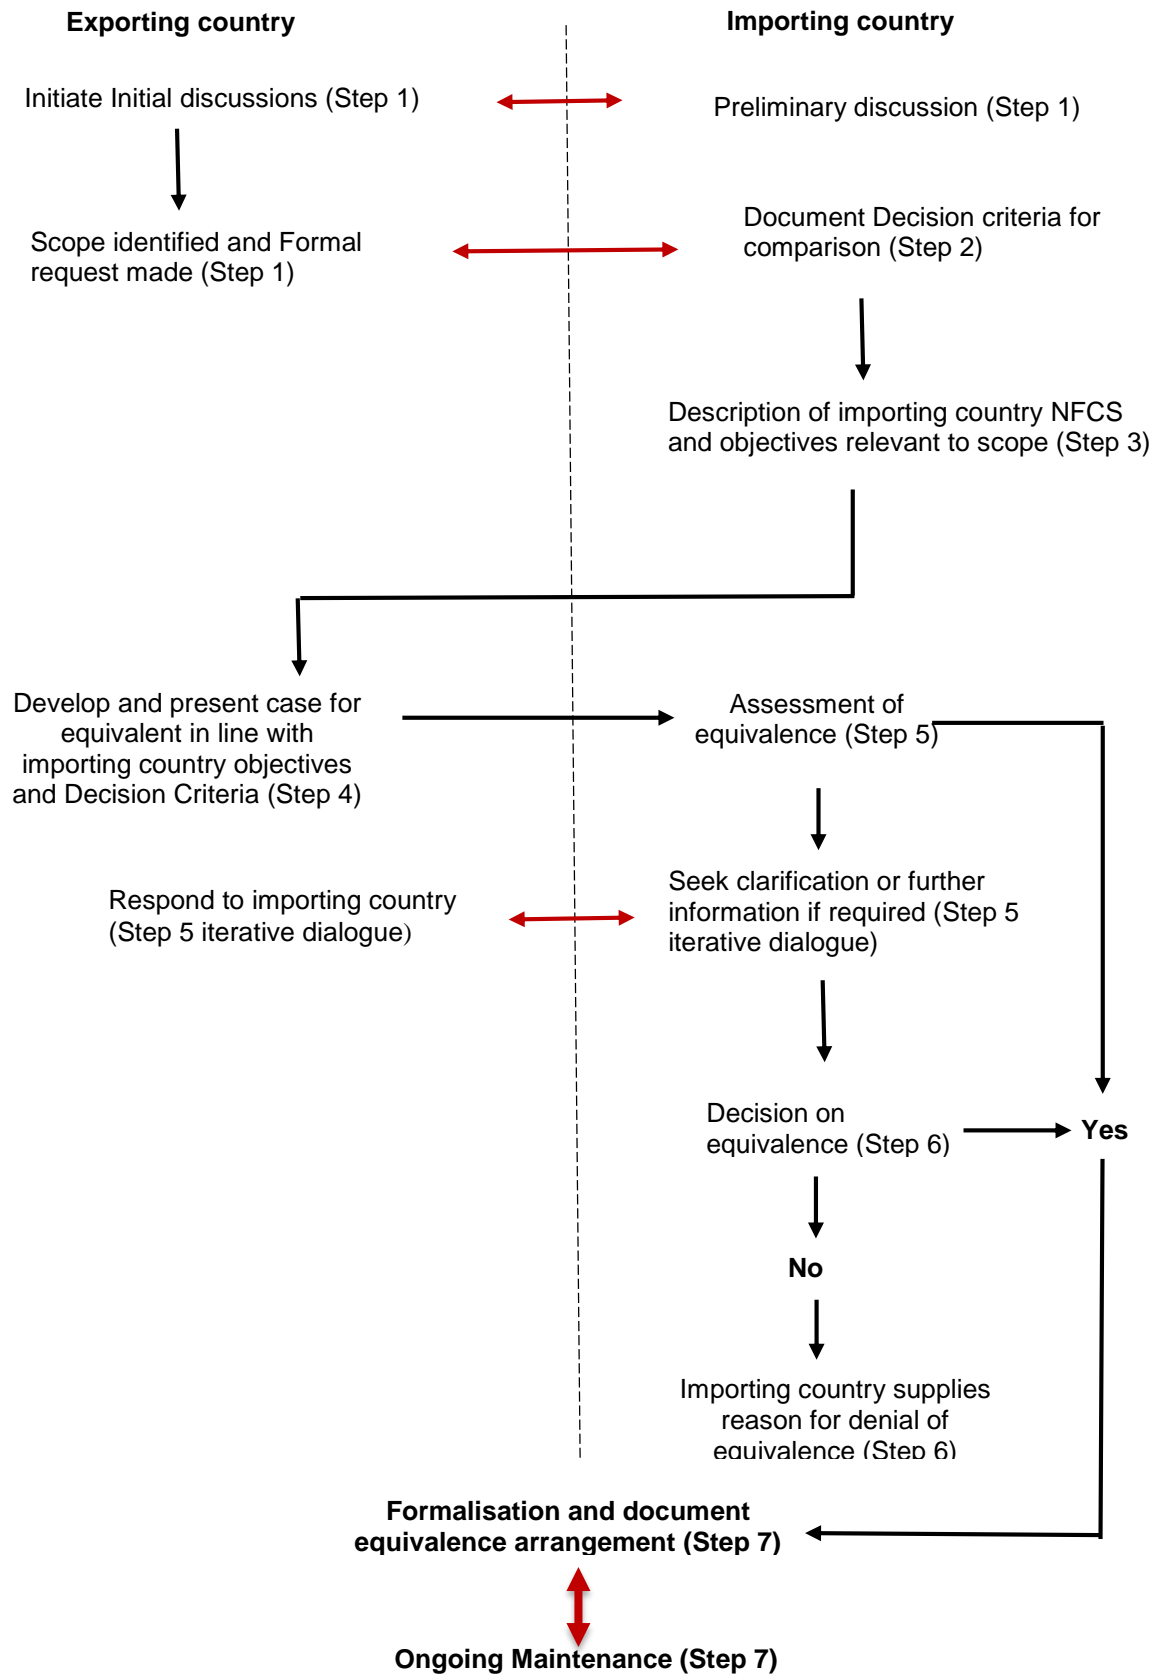 Exporting country
Importing country
Initiate Initial discussions (Step 1)
Preliminary discussion (Step 1)
Scope identified and Formal
request made (Step 1)
Document Decision criteria for
comparison (Step 2)
Description of importing country NFCS
and objectives relevant to scope (Step 3)
Develop and present case for
equivalent in line with
importing country objectives
and Decision Criteria (Step 4)
Assessment of
equivalence (Step 5)
Respond to importing country
(Step 5 iterative dialogue)
Seek clarification or further
information if required (Step 5
iterative dialogue)
Decision on
equivalence (Step 6)
Yes
No
Importing country supplies
reason for denial of
equivalence (Step 6)
Formalisation and document
equivalence arrangement (Step 7)
Ongoing Maintenance (Step 7)